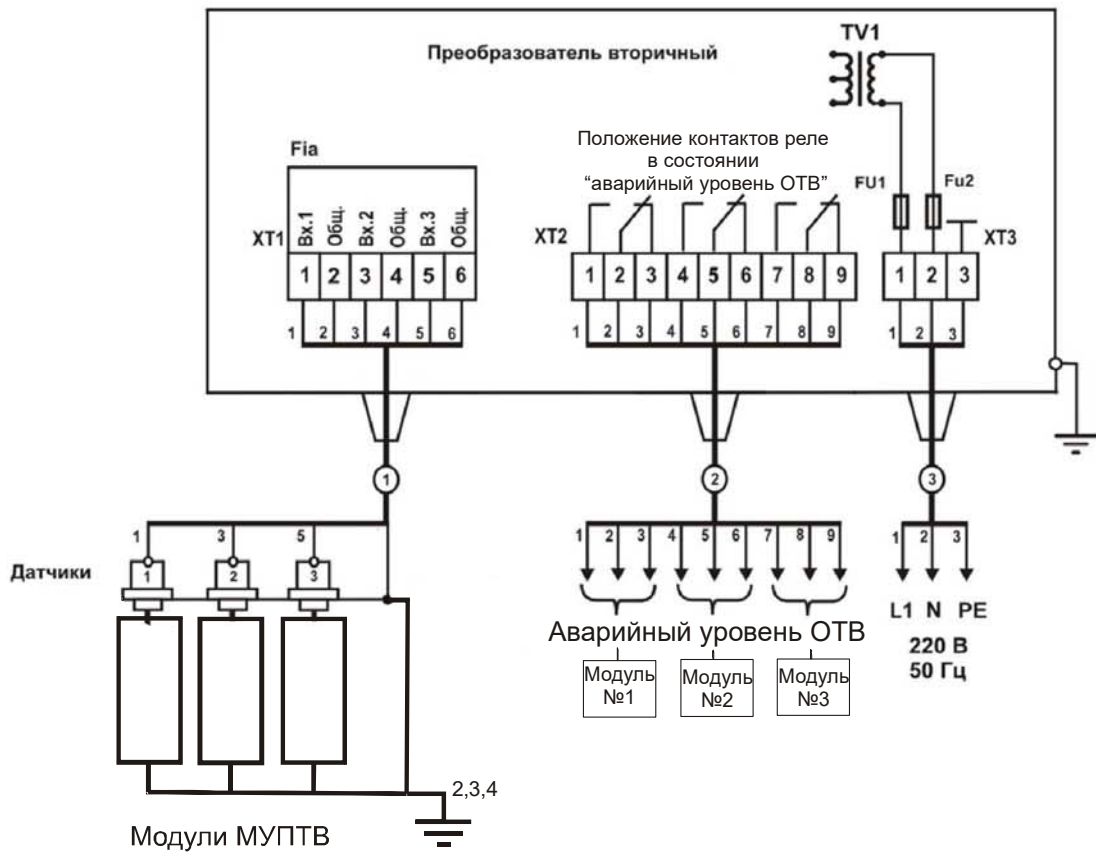 Преобразователь вторичный
TV1
Fia
Положение контактов реле
в состоянии
“аварийный уровень ОТВ”
FU1
Fu2
XT1
Вх.1
Общ.
Вх.2
Общ.
Вх.3
Общ.
XT2
XT3
1 2 3 4 5 6
1 2 3 4 5 6 7 8 9
1 2 3
1 2 3 4 5 6
1 2 3 4 5 6 7 8 9
1 2 3
1
2
3
1 3 5
1 2 3 4 5 6 7 8 9
1 2 3
Датчики
1 2 3
L1 N PE
220 В
50 Гц
Аварийный уровень ОТВ
Модуль
№1
Модуль
№2
Модуль
№3
2,3,4
Модули МУПТВ